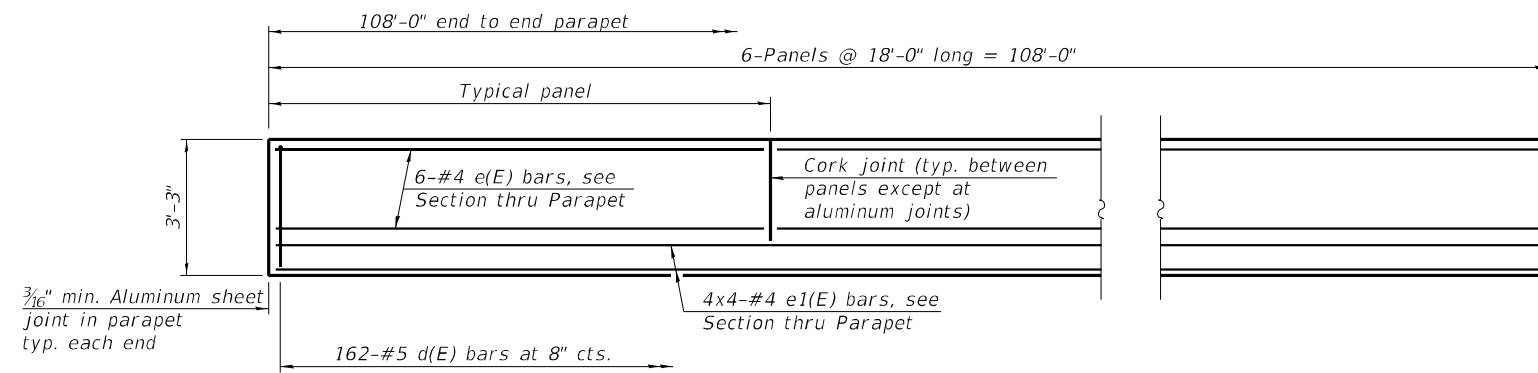 108'-0" end to end parapet
6-Panels @ 18'-0" long = 108'-0"
Typical panel
6-#4 e(E) bars, see
Section thru Parapet
Cork joint (typ. between
panels except at
aluminum joints)
3'-3"
3/16" min. Aluminum sheet
joint in parapet
typ. each end
4x4-#4 e1(E) bars, see
Section thru Parapet
162-#5 d(E) bars at 8" cts.